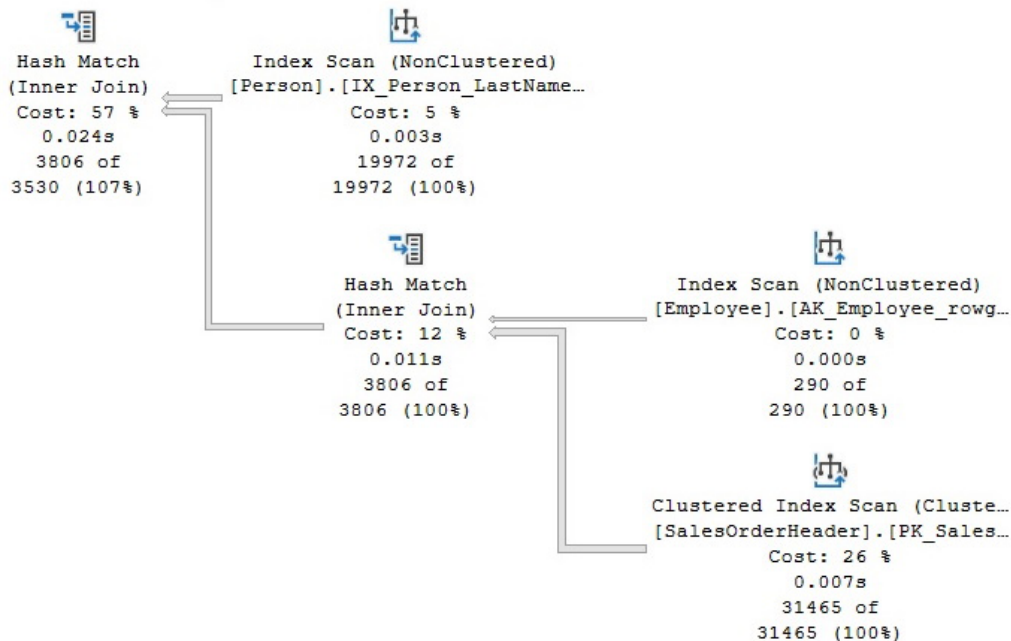 Hash Match
(Inner Join)
Cost: 57 %
0.024s
3806 of
3530 (107%)
Index Scan (NonClustered)
[Person].[IX_Person_LastName…
Cost: 5 %
0.003s
19972 of
19972 (100%)
Hash Match
(Inner Join)
Cost: 12 %
0.011s
3806 of
3806 (100%)
Index Scan (NonClustered)
[Employee].[AK_Employee_rowg…
Cost: 0 %
0.000s
290 of
290 (100%)
Clustered Index Scan (Cluste…
[SalesOrderHeader].[PK_Sales…
Cost: 26 %
0.007s
31465 of
31465 (100%)